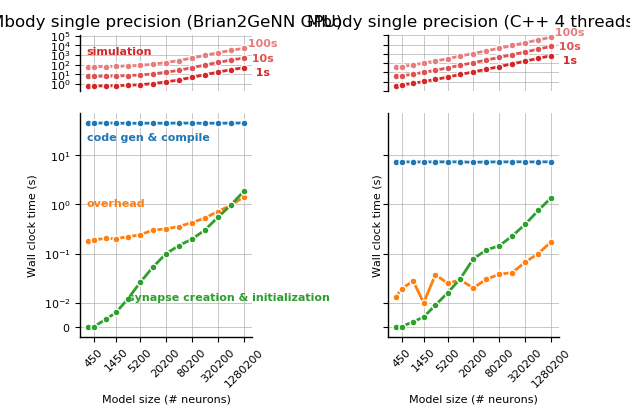 Mbody single precision (Brian2GeNN GPU)
Mbody single precision (C++ 4 threads
simulation
100s
10s
1s
10⁵
10⁴
10³
10²
10¹
10⁰
100s
10s
1s
code gen & compile
overhead
synapse creation & initialization
Wall clock time (s)
10¹
10⁰
10⁻¹
10⁻²
0
450
1450
5200
20200
80200
320200
1280200
Model size (# neurons)
Wall clock time (s)
450
1450
5200
20200
80200
320200
1280200
Model size (# neurons)